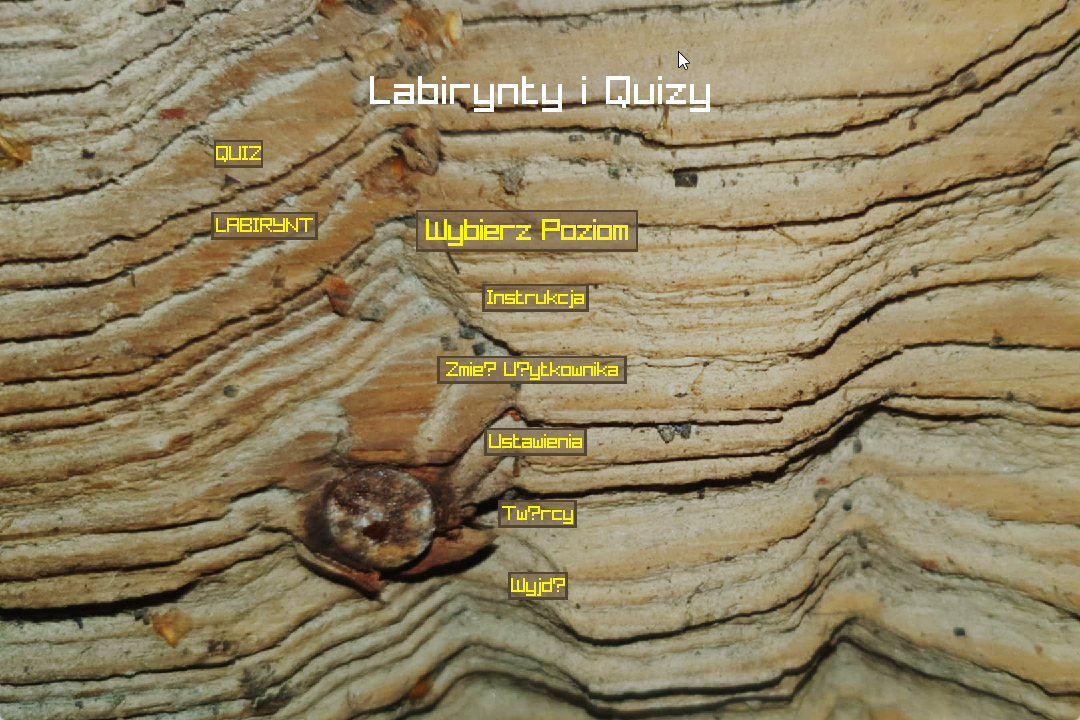 Labirynty i Quizy
QUIZ
LABIRYNT
Wybierz Poziom
Instrukcja
Zmie? U?ytkownika
Ustawienia
Tw?rcy
Wyjd?